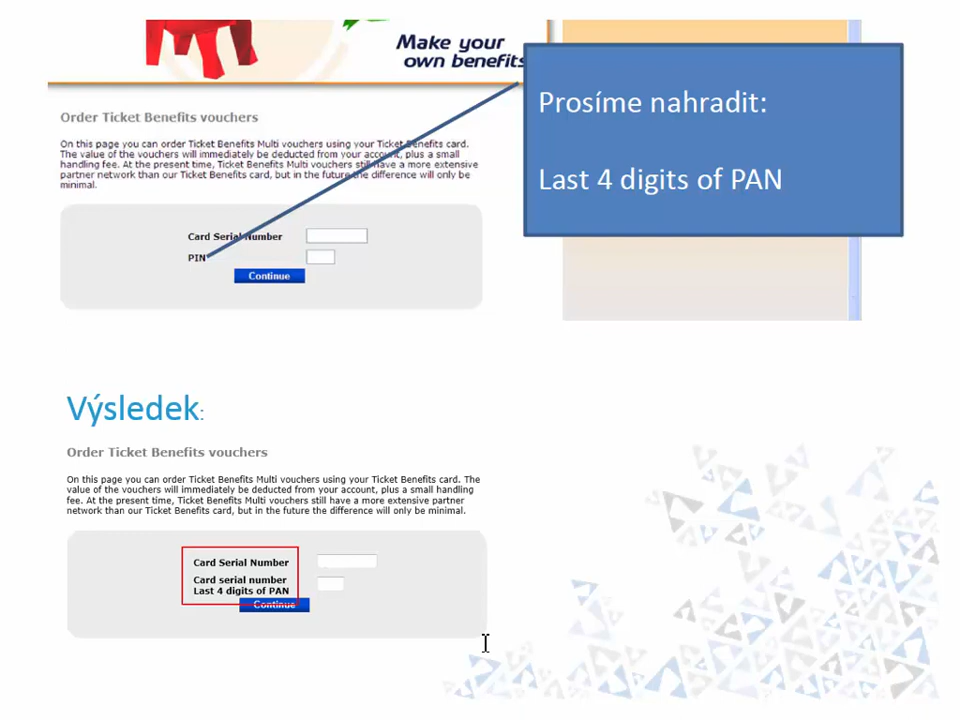 Make your
own benefits
Prosíme nahradit:
Last 4 digits of PAN
Order Ticket Benefits vouchers
On this page you can order Ticket Benefits Multi vouchers using your Ticket Benefits card.
The value of the vouchers will immediately be deducted from your account, plus a small
handling fee. At the present time, Ticket Benefits Multi vouchers still have a more extensive
partner network than our Ticket Benefits card, but in the future the difference will only be
minimal.
Card Serial Number
PIN
Continue
Výsledek:
Order Ticket Benefits vouchers
On this page you can order Ticket Benefits Multi vouchers using your Ticket Benefits card. The
value of the vouchers will immediately be deducted from your account, plus a small handling
fee. At the present time, Ticket Benefits Multi vouchers still have a more extensive partner
network than our Ticket Benefits card, but in the future the difference will only be minimal.
Card Serial Number
Card serial number
Last 4 digits of PAN
Continue